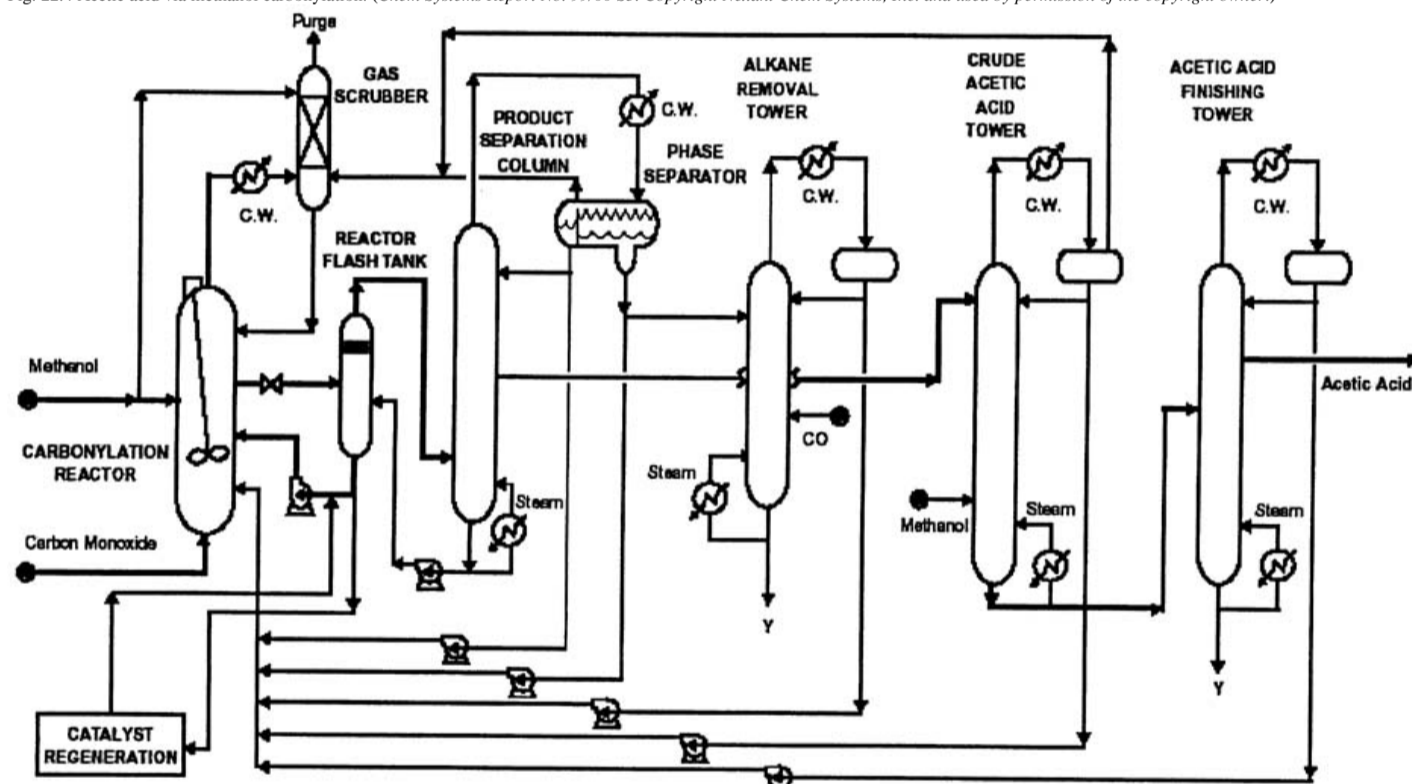 Purge
GAS
SCRUBBER
C.W.
PRODUCT
SEPARATION
COLUMN
C.W.
PHASE
SEPARATOR
ALKANE
REMOVAL
TOWER
C.W.
CRUDE
ACETIC
ACID
TOWER
C.W.
ACETIC ACID
FINISHING
TOWER
C.W.
REACTOR
FLASH TANK
Methanol
CARBONYLATION
REACTOR
Carbon Monoxide
Steam
Steam
CO
Y
Methanol
Steam
Acetic Acid
Steam
Y
CATALYST
REGENERATION